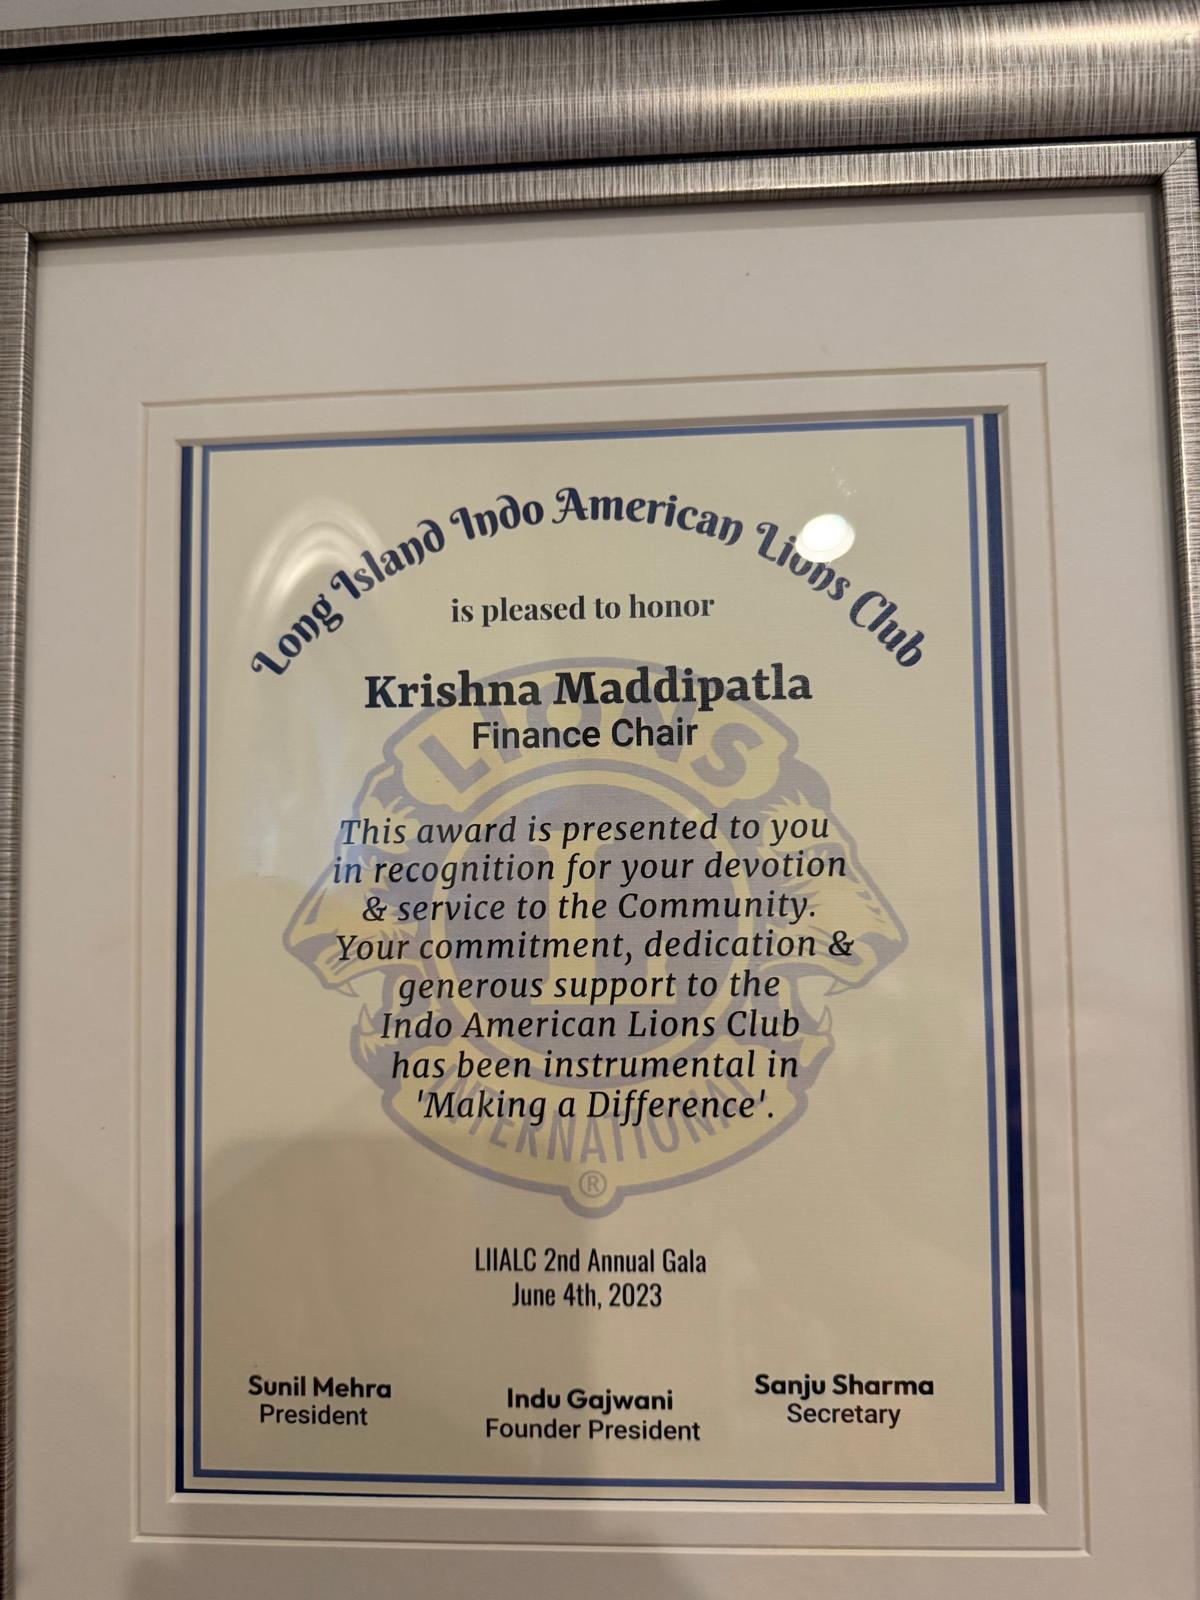 Long Island Indo American Lions Club
is pleased to honor
Krishna Maddipatla
Finance Chair
LIONS
L
This award is presented to you
in recognition for your devotion
& service to the Community.
Your commitment, dedication &
generous support to the
Indo American Lions Club
has been instrumental in
'Making a Difference'.
INTERNATIONAL
®
LIIALC 2nd Annual Gala
June 4th, 2023
Sunil Mehra
President
Indu Gajwani
Founder President
Sanju Sharma
Secretary